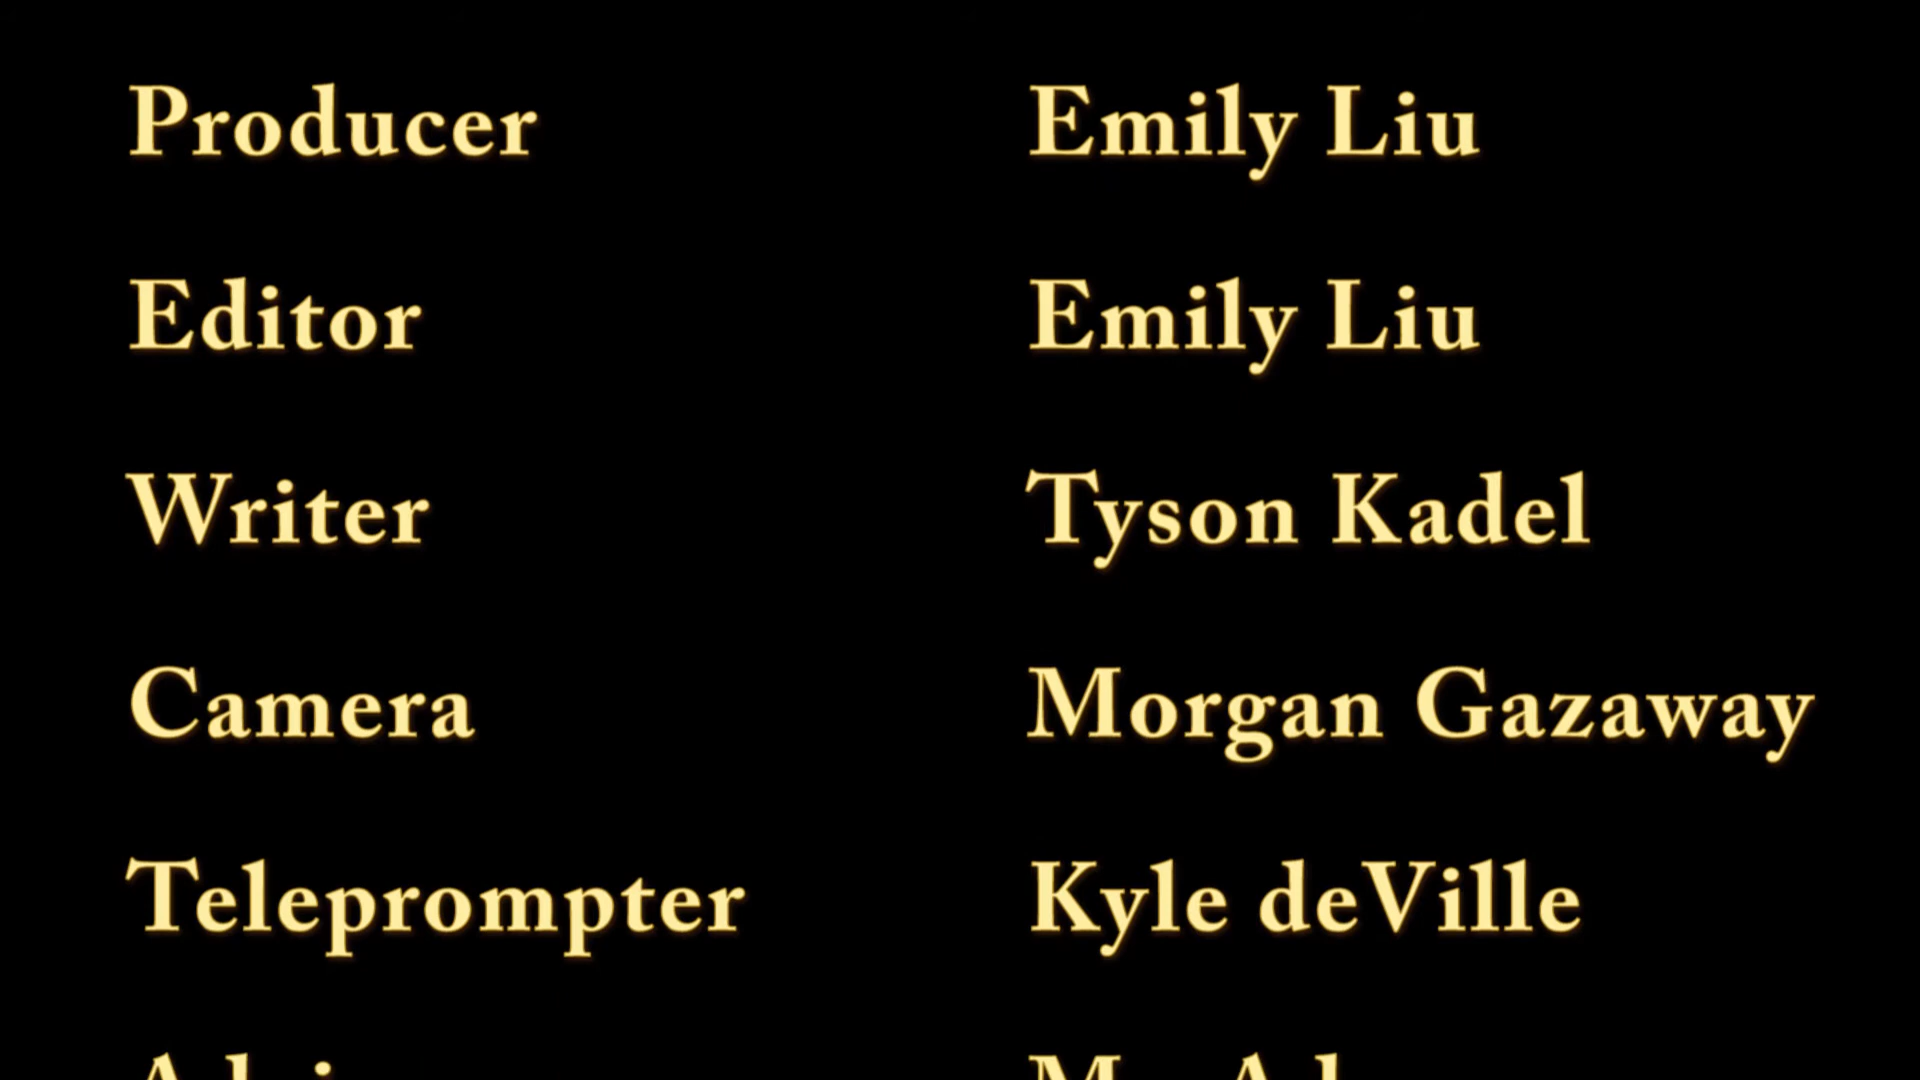 Producer Emily Liu
Editor Emily Liu
Writer Tyson Kadel
Camera Morgan Gazaway
Teleprompter Kyle deVille